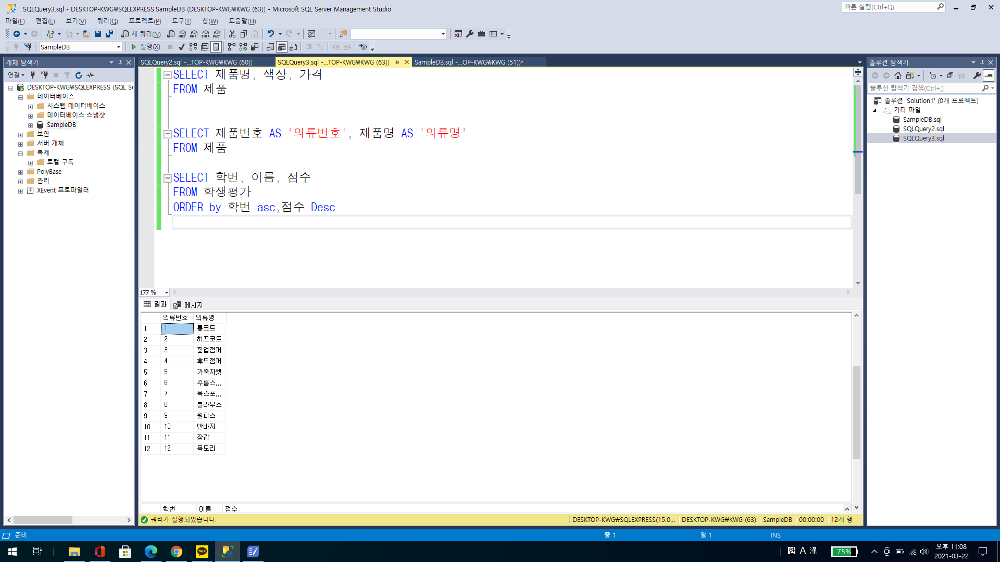 SQLQuery3.sql - DESKTOP-KWG₩SQLEXPRESS.SampleDB (DESKTOP-KWG₩KWG (63)) - Microsoft SQL Server Management Studio
빠른 실행(Ctrl+Q)
파일(F) 편집(E) 보기(V) 쿼리(Q) 프로젝트(P) 도구(T) 창(W) 도움말(H)
새 쿼리(N) MDX DMX XMLA DAX
SampleDB 실행(X)
개체 탐색기
연결
DESKTOP-KWG₩SQLEXPRESS (SQL Se
데이터베이스
시스템 데이터베이스
데이터베이스 스냅샷
SampleDB
보안
서버 개체
복제
로컬 구독
PolyBase
관리
XEvent 프로파일러
SQLQuery2.sql -...TOP-KWG₩KWG (60)) SQLQuery3.sql -...TOP-KWG₩KWG (63)) SampleDB.sql -...OP-KWG₩KWG (51))*
SELECT 제품명, 색상, 가격
FROM 제품
SELECT 제품번호 AS '의류번호', 제품명 AS '의류명'
FROM 제품
SELECT 학번, 이름, 점수
FROM 학생평가
ORDER by 학번 asc,점수 Desc
177 %
결과 메시지
의류번호 의류명
1 1 롱코트
2 2 하프코트
3 3 짚업점퍼
4 4 후드점퍼
5 5 가죽자켓
6 6 주름스...
7 7 옥스포...
8 8 블라우스
9 9 원피스
10 10 반바지
11 11 장갑
12 12 목도리
학번 이름 점수
쿼리가 실행되었습니다. DESKTOP-KWG₩SQLEXPRESS(15.0... DESKTOP-KWG₩KWG (63) SampleDB 00:00:00 12개 행
솔루션 탐색기
솔루션 탐색기 검색(Ctrl+;)
솔루션 'Solution1' (0개 프로젝트)
기타 파일
SampleDB.sql
SQLQuery2.sql
SQLQuery3.sql
준비 줄 1 열 1 INS
TALK
한 A 漢 75% 오후 11:08
2021-03-22